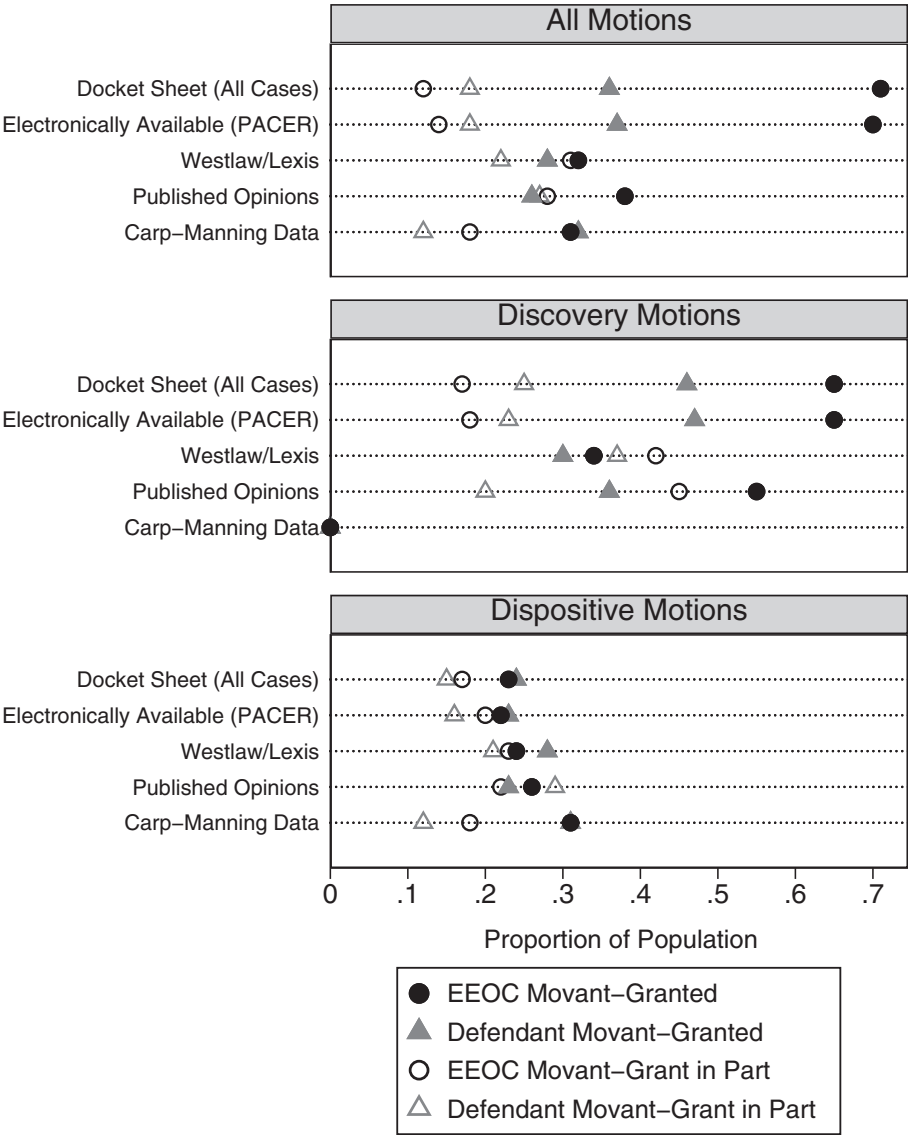 All Motions
Docket Sheet (All Cases)
Electronically Available (PACER)
Westlaw/Lexis
Published Opinions
Carp−Manning Data
Discovery Motions
Docket Sheet (All Cases)
Electronically Available (PACER)
Westlaw/Lexis
Published Opinions
Carp−Manning Data
Dispositive Motions
Docket Sheet (All Cases)
Electronically Available (PACER)
Westlaw/Lexis
Published Opinions
Carp−Manning Data
0 .1 .2 .3 .4 .5 .6 .7
Proportion of Population
EEOC Movant−Granted
Defendant Movant−Granted
EEOC Movant−Grant in Part
Defendant Movant−Grant in Part